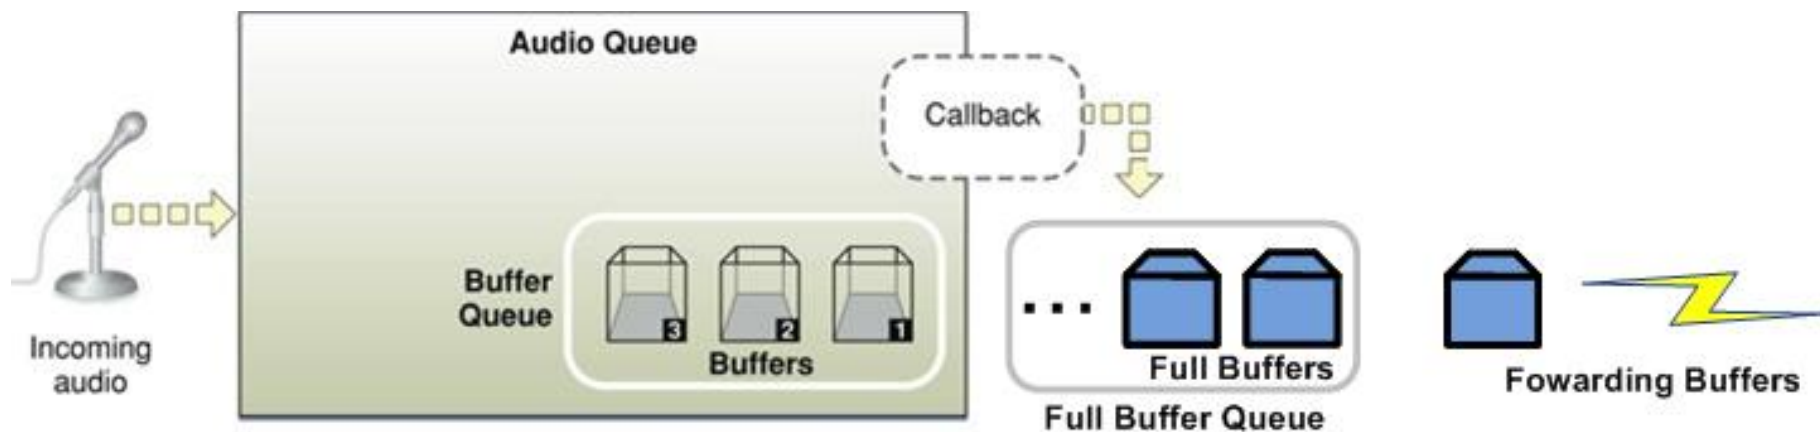 Audio Queue
Callback
Incoming
audio
Buffer
Queue
3 2 1
Buffers
...
Full Buffers
Full Buffer Queue
Fowarding Buffers